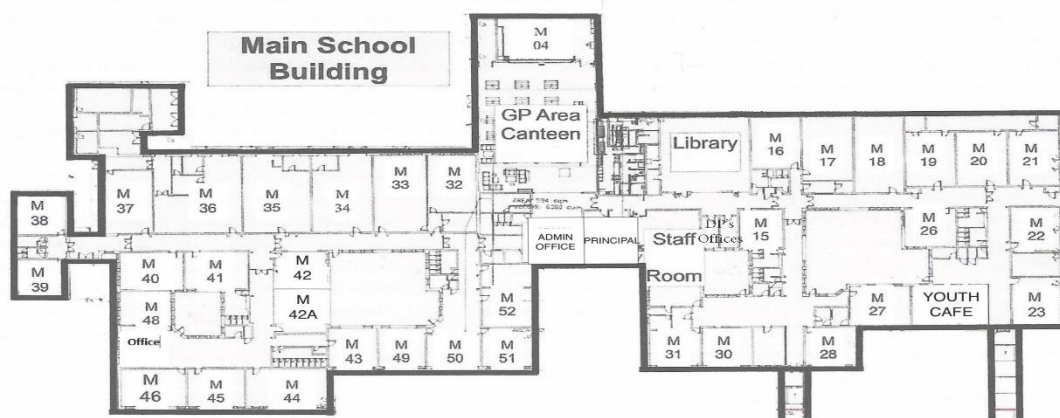 Main School
Building
M
04
GP Area
Canteen
Library
M
16
M
17
M
18
M
19
M
20
M
21
M
32
M
33
M
34
M
35
M
36
M
37
M
38
M
39
ADMIN
OFFICE
PRINCIPAL
Staff
Room
DP's
Offices
M
15
M
26
M
22
M
23
M
40
M
41
M
42
M
42A
M
48
Office
M
52
M
43
M
49
M
50
M
51
M
46
M
45
M
44
M
31
M
30
M
28
M
27
YOUTH
CAFE